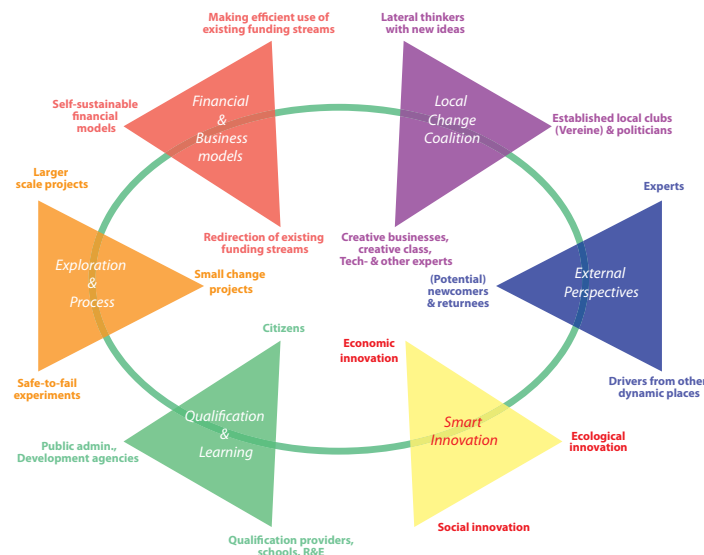 Making efficient use of
existing funding streams
Self-sustainable
financial
models
Financial
&
Business
models
Redirection of existing
funding streams
Lateral thinkers
with new ideas
Local
Change
Coalition
Established local clubs
(Vereine) & politicians
Creative businesses,
creative class,
Tech- & other experts
Larger
scale projects
Exploration
&
Process
Small change
projects
Safe-to-fail
experiments
Experts
(Potential)
newcomers
& returnees
External
Perspectives
Drivers from other
dynamic places
Citizens
Public admin.,
Development agencies
Qualification
&
Learning
Qualification providers,
schools, R&E
Economic
innovation
Smart
Innovation
Ecological
innovation
Social innovation